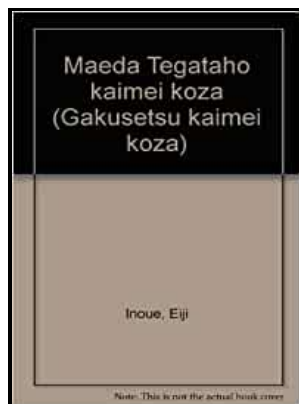 Maeda Tegataho
kaimei koza
(Gakusetsu kaimei
koza)
Inoue, Eiji
Note: This is not the actual book cover